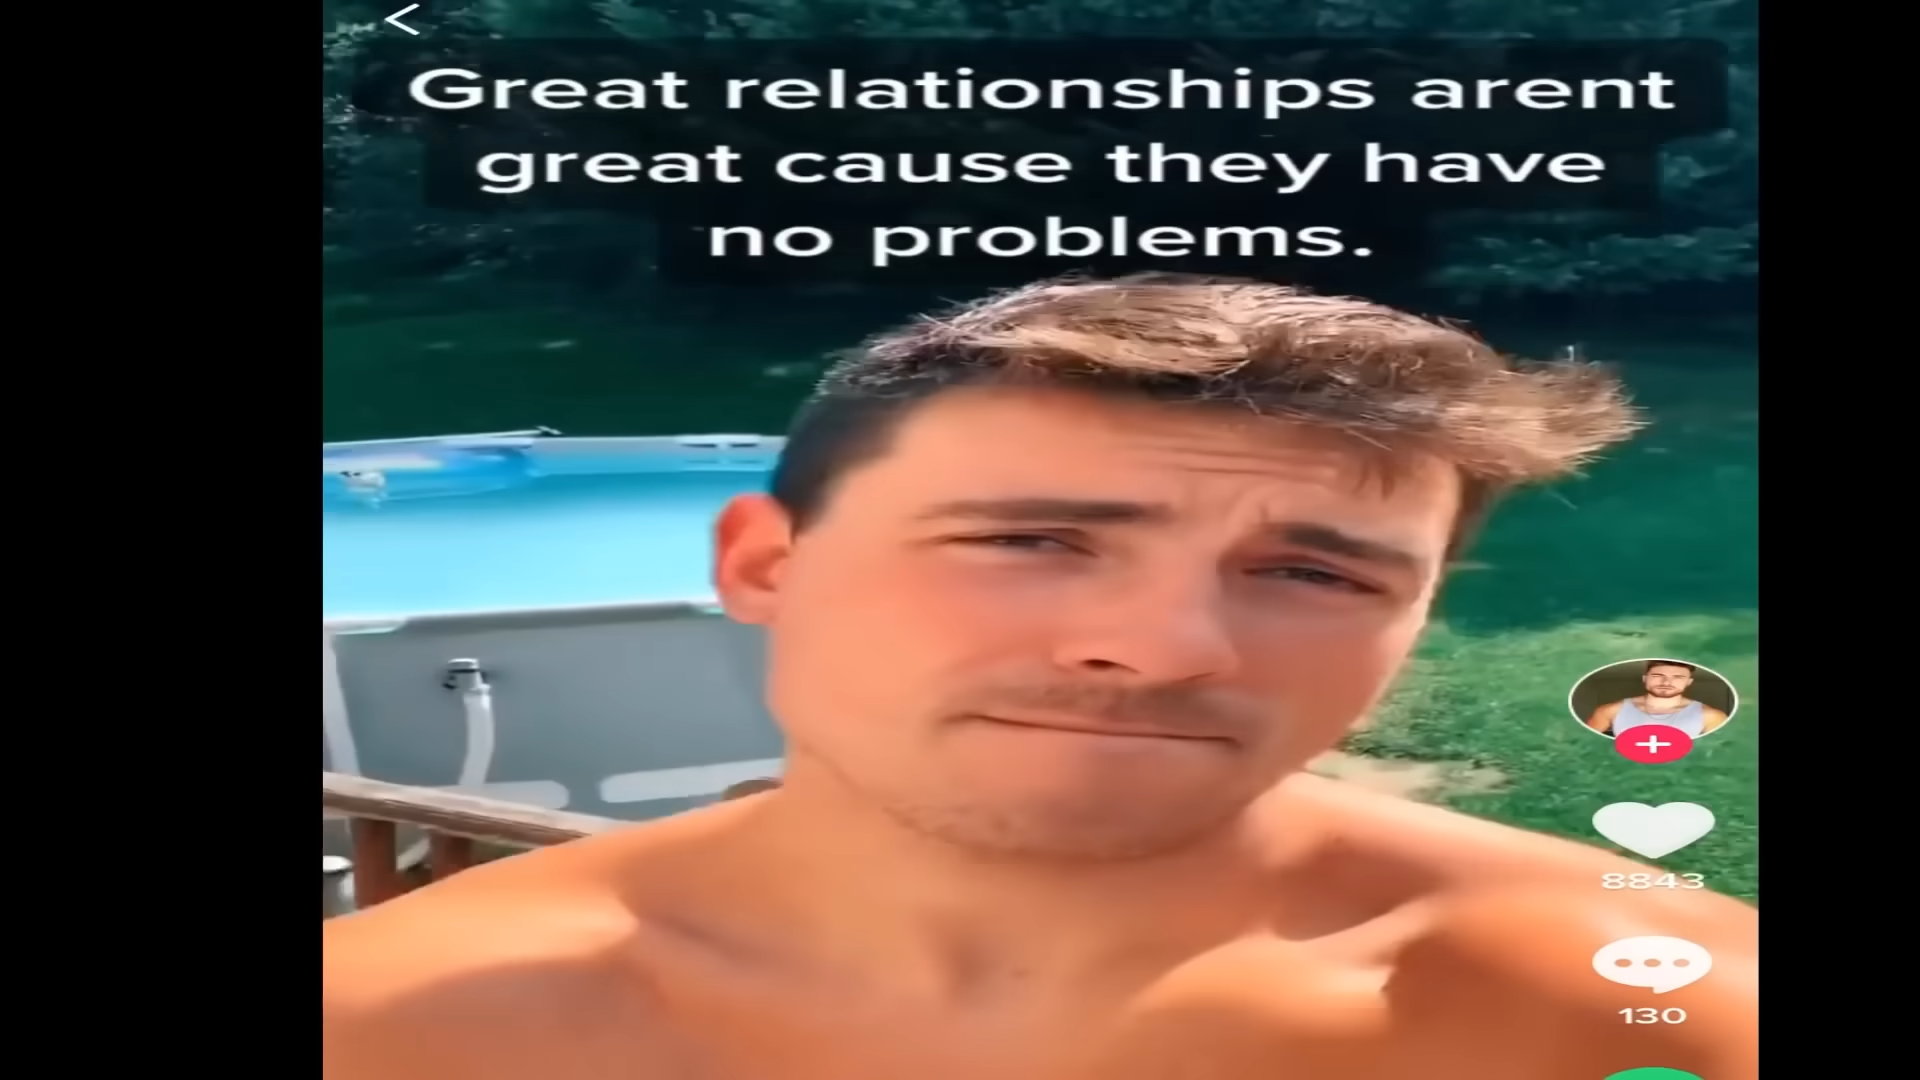 Great relationships arent
great cause they have
no problems.
8843
130